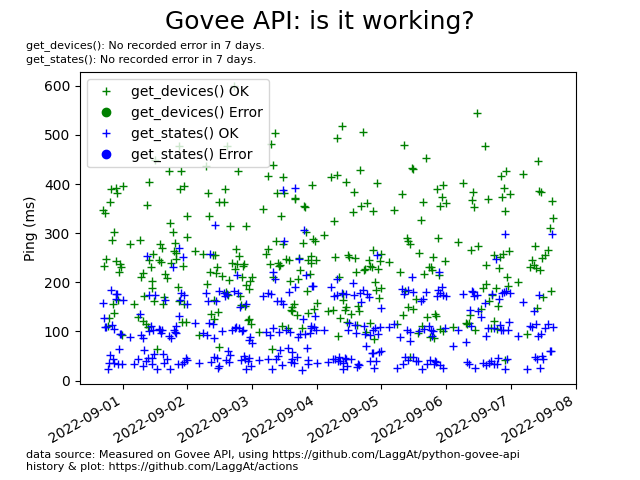 Govee API: is it working?
get_devices(): No recorded error in 7 days.
get_states(): No recorded error in 7 days.
600
500
400
300
200
100
0
Ping (ms)
get_devices() OK
get_devices() Error
get_states() OK
get_states() Error
2022-09-01
2022-09-02
2022-09-03
2022-09-04
2022-09-05
2022-09-06
2022-09-07
2022-09-08
data source: Measured on Govee API, using https://github.com/LaggAt/python-govee-api
history & plot: https://github.com/LaggAt/actions